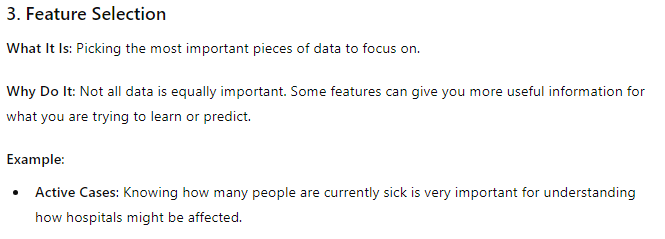 3. Feature Selection
What It Is: Picking the most important pieces of data to focus on.
Why Do It: Not all data is equally important. Some features can give you more useful information for
what you are trying to learn or predict.
Example:
• Active Cases: Knowing how many people are currently sick is very important for understanding
how hospitals might be affected.